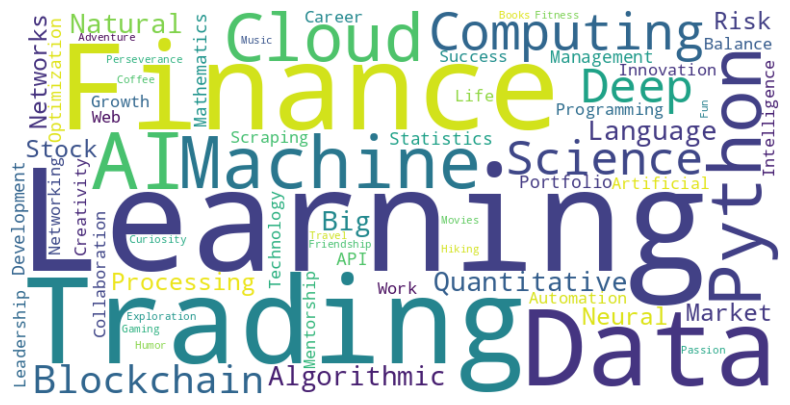 Natural
Career
Books
Fitness
Risk
Adventure
Networks
Optimization
Finance
Mathematics
Cloud
Music
Computing
Success
Management
Balance
Innovation
Perseverance
Coffee
Growth
Web
Life
Deep
Programming
Fun
Python
Intelligence
Stock
AI
Machine
Scraping
Statistics
Language
Science
Portfolio
Artificial
Development
Networking
Creativity
Learning
Collaboration
Curiosity
Technology
Big
Travel
Friendship
API
Movies
Hiking
Processing
Work
Quantitative
Automation
Neural
Market
Leadership
Trading
Exploration
Gaming
Humor
Mentorship
Data
Passion
Blockchain
Algorithmic